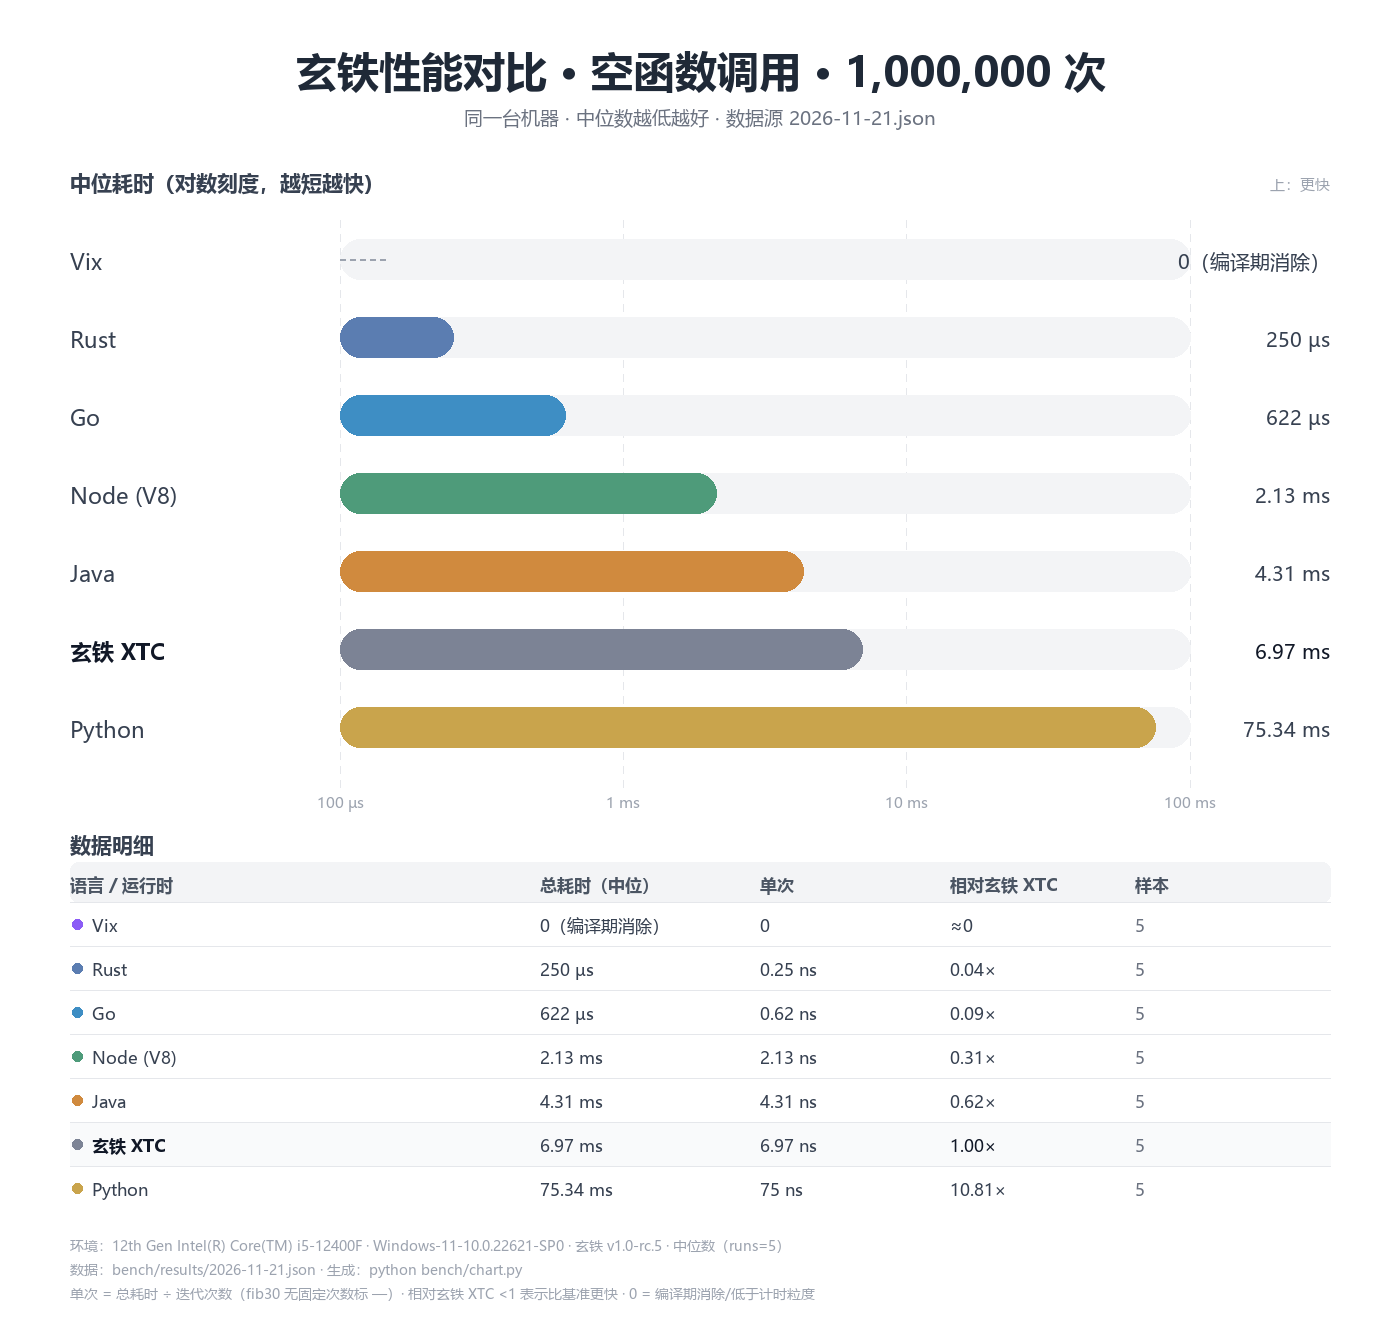 玄铁性能对比 • 空函数调用 • 1,000,000 次
同一台机器 · 中位数越低越好 · 数据源 2026-11-21.json
中位耗时（对数刻度，越短越快）
上：更快
Vix 0（编译期消除）
Rust 250 µs
Go 622 µs
Node (V8) 2.13 ms
Java 4.31 ms
玄铁 XTC 6.97 ms
Python 75.34 ms
100 µs 1 ms 10 ms 100 ms
数据明细
语言 / 运行时 总耗时（中位） 单次 相对玄铁 XTC 样本
Vix 0（编译期消除） 0 ≈0 5
Rust 250 µs 0.25 ns 0.04× 5
Go 622 µs 0.62 ns 0.09× 5
Node (V8) 2.13 ms 2.13 ns 0.31× 5
Java 4.31 ms 4.31 ns 0.62× 5
玄铁 XTC 6.97 ms 6.97 ns 1.00× 5
Python 75.34 ms 75 ns 10.81× 5
环境：12th Gen Intel(R) Core(TM) i5-12400F · Windows-11-10.0.22621-SP0 · 玄铁 v1.0-rc.5 · 中位数（runs=5）
数据：bench/results/2026-11-21.json · 生成：python bench/chart.py
单次 = 总耗时 ÷ 迭代次数（fib30 无固定次数标 —）· 相对玄铁 XTC <1 表示比基准更快 · 0 = 编译期消除/低于计时粒度